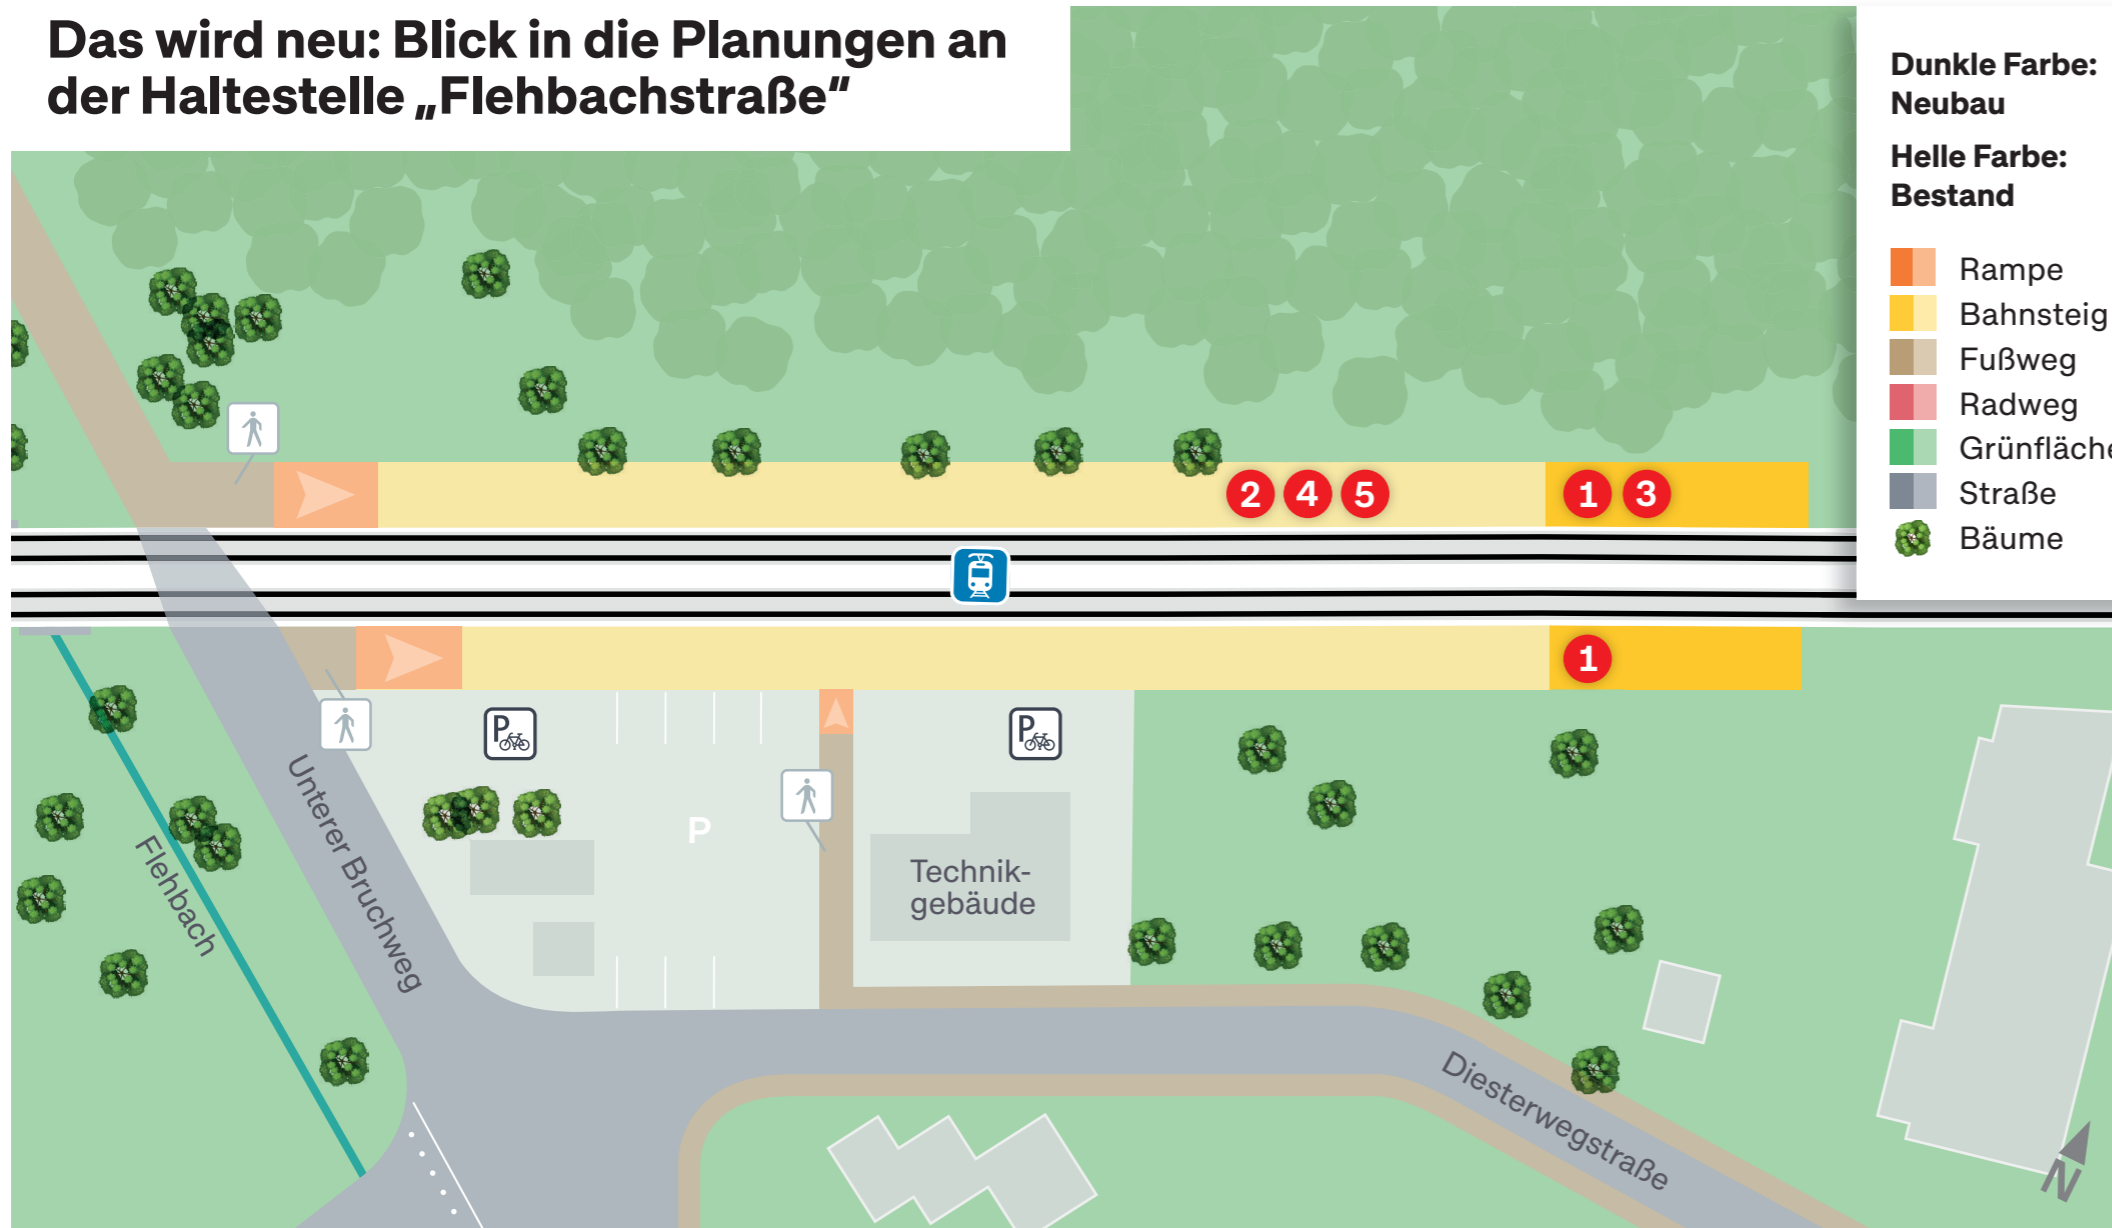 Das wird neu: Blick in die Planungen an
der Haltestelle „Flehbachstraße“
Dunkle Farbe:
Neubau
Helle Farbe:
Bestand
Rampe
Bahnsteig
Fußweg
Radweg
Grünfläche
Straße
Bäume
2 4 5 1 3
1
P
P
P
Technik-
gebäude
Unterer Bruchweg
Flehbach
Diesterwegstraße
N